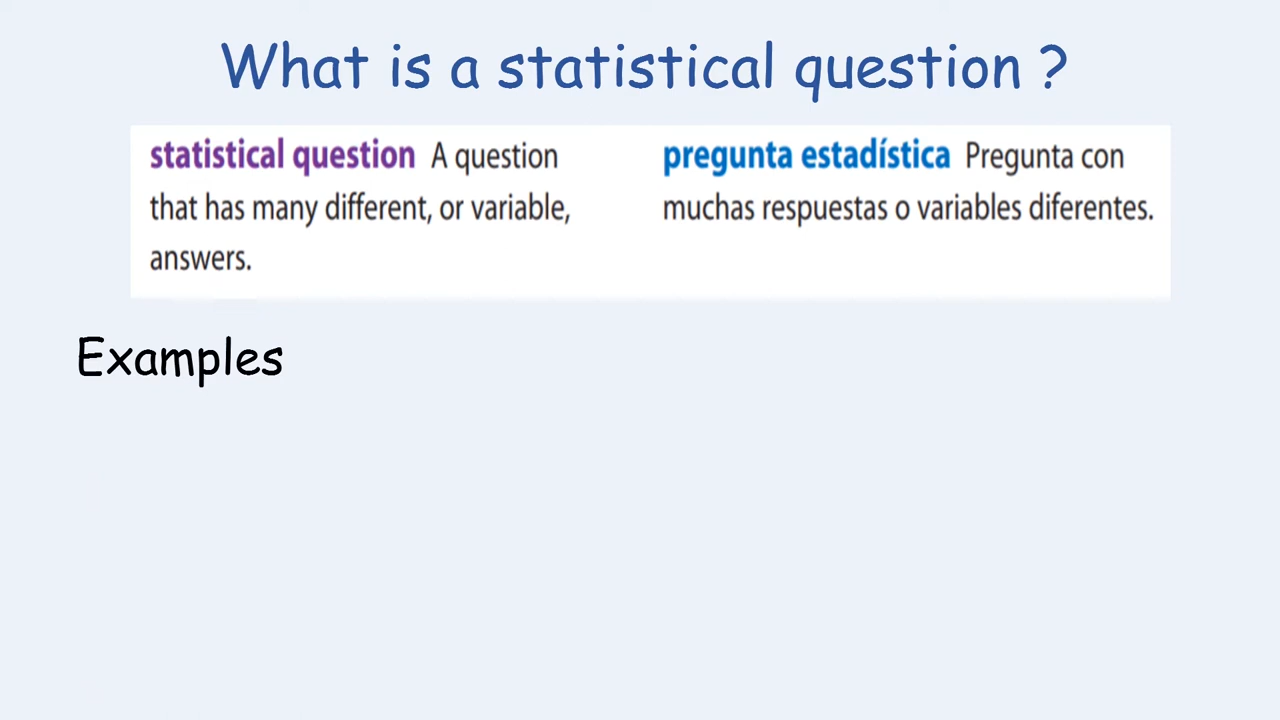 What is a statistical question ?
statistical question A question
that has many different, or variable,
answers.
pregunta estadística Pregunta con
muchas respuestas o variables diferentes.
Examples